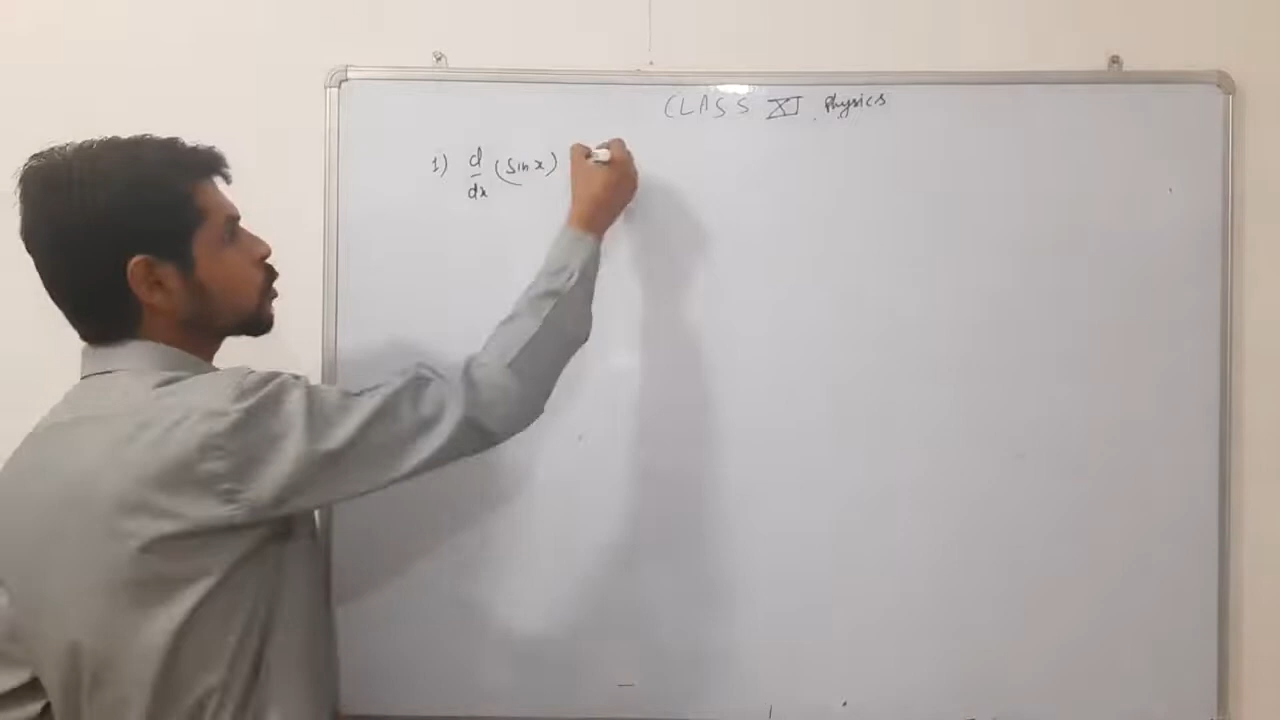 CLASS XI Physics
1) d/dx (Sin x)